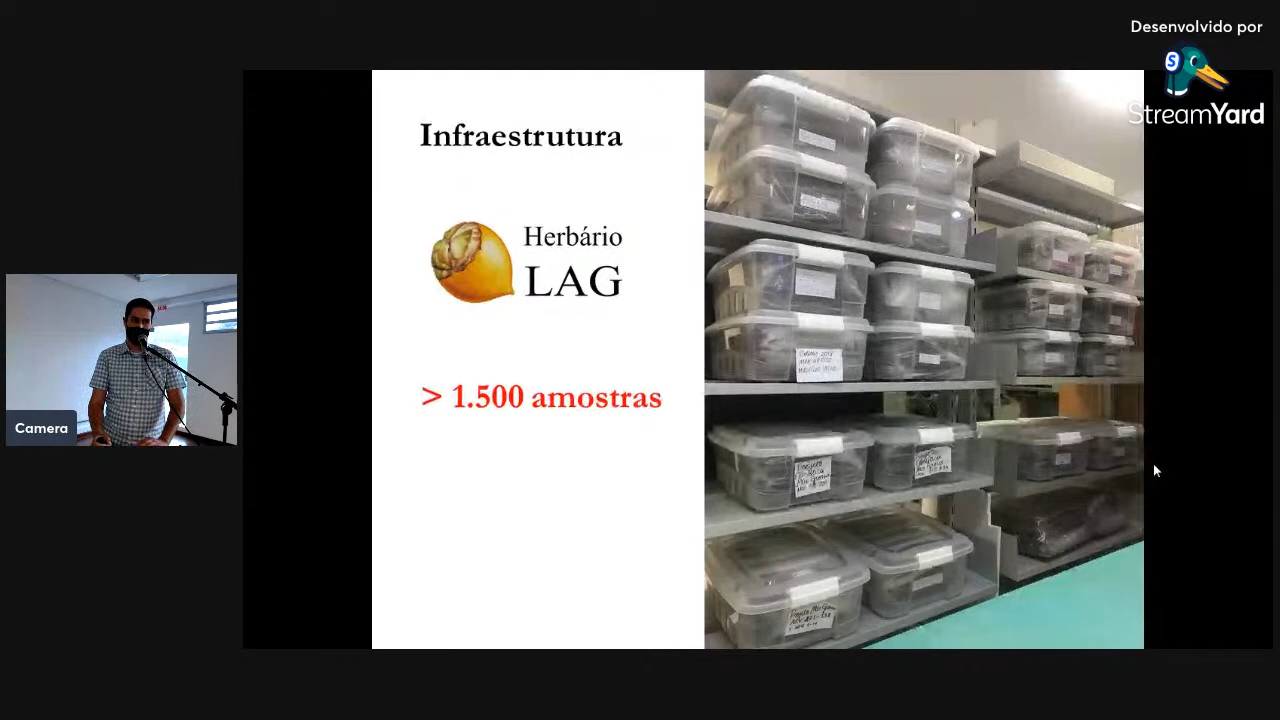 Desenvolvido por
StreamYard
Infraestrutura
Herbário
LAG
> 1.500 amostras
Camera